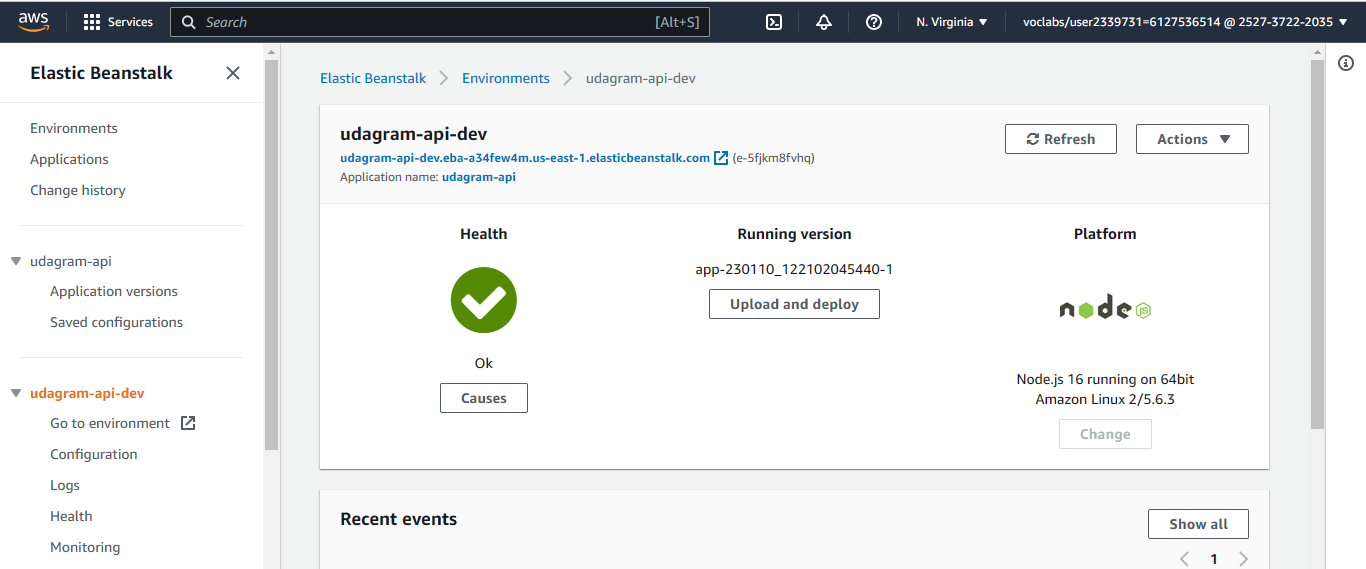 aws Services Search [Alt+S] N. Virginia voclabs/user2339731=6127536514 @ 2527-3722-2035
Elastic Beanstalk
Environments
Applications
Change history
udagram-api
Application versions
Saved configurations
udagram-api-dev
Go to environment
Configuration
Logs
Health
Monitoring
Elastic Beanstalk Environments udagram-api-dev
udagram-api-dev
udagram-api-dev.eba-a34few4m.us-east-1.elasticbeanstalk.com (e-5fjkm8fvhq)
Application name: udagram-api
Refresh Actions
Health
Ok
Causes
Running version
app-230110_122102045440-1
Upload and deploy
Platform
node JS
Node.js 16 running on 64bit
Amazon Linux 2/5.6.3
Change
Recent events
Show all
1